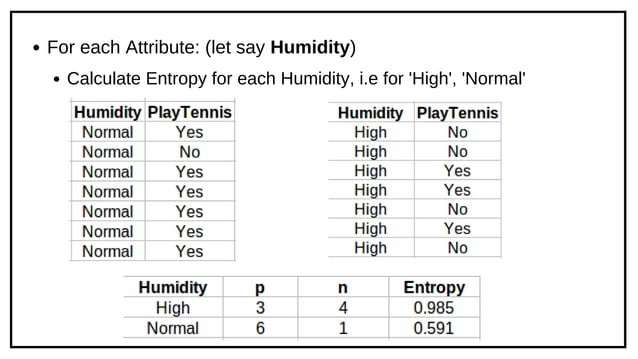 • For each Attribute: (let say Humidity)
• Calculate Entropy for each Humidity, i.e for 'High', 'Normal'
Humidity PlayTennis
Normal Yes
Normal No
Normal Yes
Normal Yes
Normal Yes
Normal Yes
Normal Yes
Humidity PlayTennis
High No
High No
High Yes
High Yes
High No
High Yes
High No
Humidity p n Entropy
High 3 4 0.985
Normal 6 1 0.591